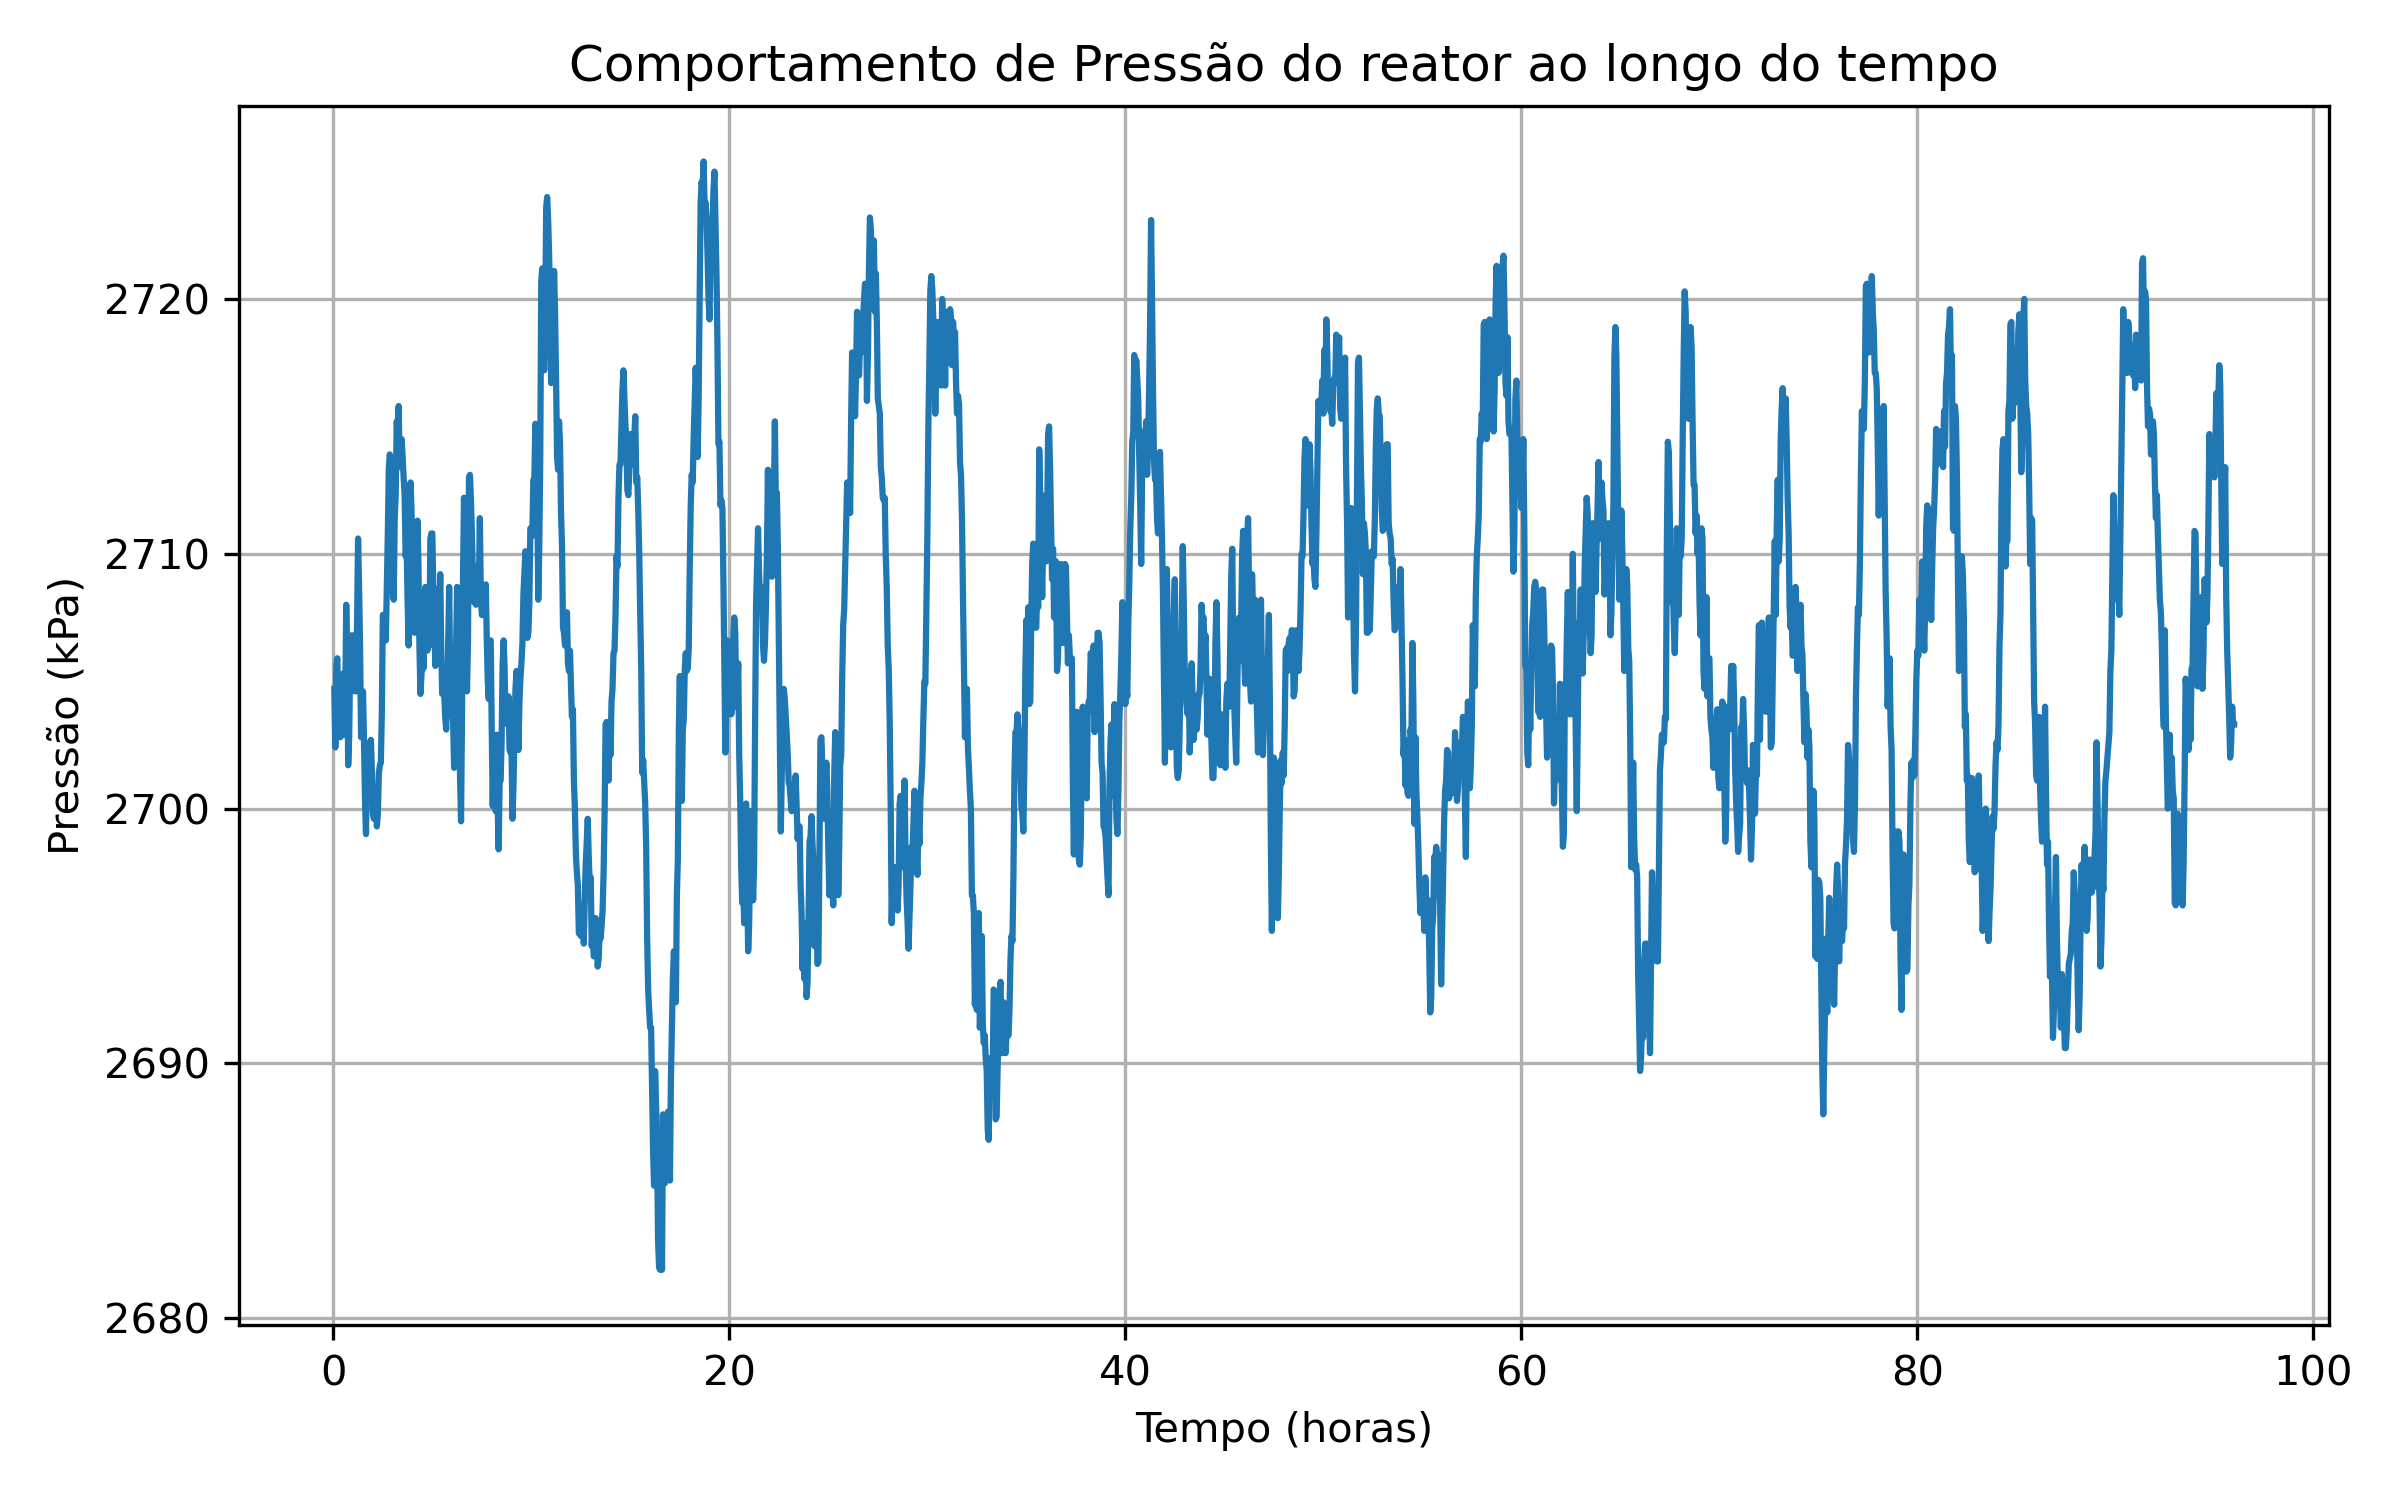 Comportamento de Pressão do reator ao longo do tempo
Pressão (kPa)
2720
2710
2700
2690
2680
0 20 40 60 80 100
Tempo (horas)